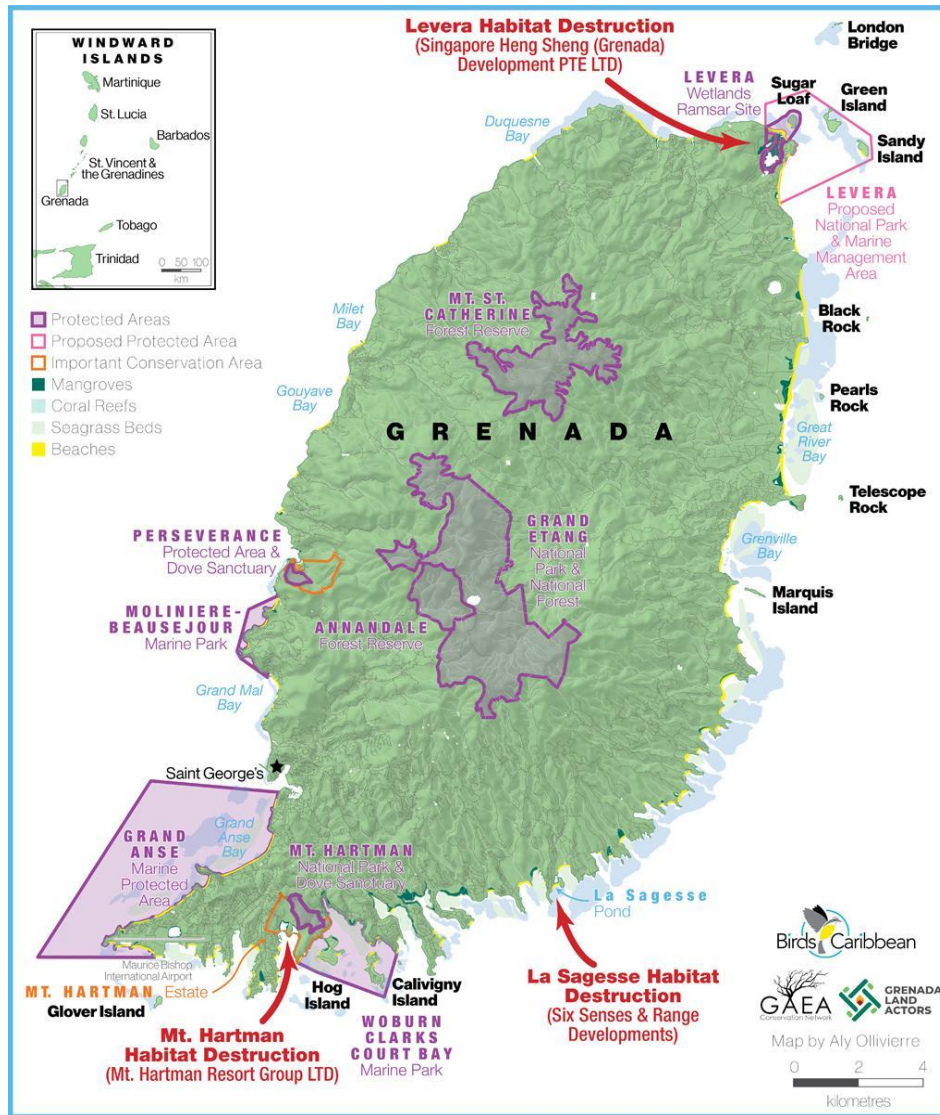 WINDWARD
ISLANDS
Martinique
St. Lucia
Barbados
St. Vincent &
the Grenadines
Grenada
Tobago
Trinidad
0 50 100
km
Protected Areas
Proposed Protected Area
Important Conservation Area
Mangroves
Coral Reefs
Seagrass Beds
Beaches
Levera Habitat Destruction
(Singapore Heng Sheng (Grenada)
Development PTE LTD)
London
Bridge
LEVERA
Wetlands
Ramsar Site
Sugar
Loaf
Green
Island
Sandy
Island
Duquesne
Bay
LEVERA
Proposed
National Park
& Marine
Management
Area
MT. ST.
CATHERINE
Forest Reserve
Milet
Bay
Black
Rock
Gouyave
Bay
Pearls
Rock
GRENADA
Great
River
Bay
Telescope
Rock
PERSEVERANCE
Protected Area &
Dove Sanctuary
GRAND
ETANG
National
Park &
National
Forest
Grenville
Bay
Marquis
Island
MOLINIERE-
BEAUSEJOUR
Marine Park
ANNANDALE
Forest Reserve
Grand Mal
Bay
Saint George's
GRAND
ANSE
Marine
Protected
Area
Grand
Anse
Bay
MT. HARTMAN
National Park &
Dove Sanctuary
La Sagesse
Pond
Maurice Bishop
International Airport
MT. HARTMAN Estate
Glover Island
Hog
Island
Calivigny
Island
WOBURN
CLARKS
COURT BAY
Marine Park
Mt. Hartman
Habitat Destruction
(Mt. Hartman Resort Group LTD)
La Sagesse Habitat
Destruction
(Six Senses & Range
Developments)
BirdsCaribbean
GAEA
Conservation Network
GRENADA
LAND
ACTORS
Map by Aly Ollivierre
0 2 4
kilometres